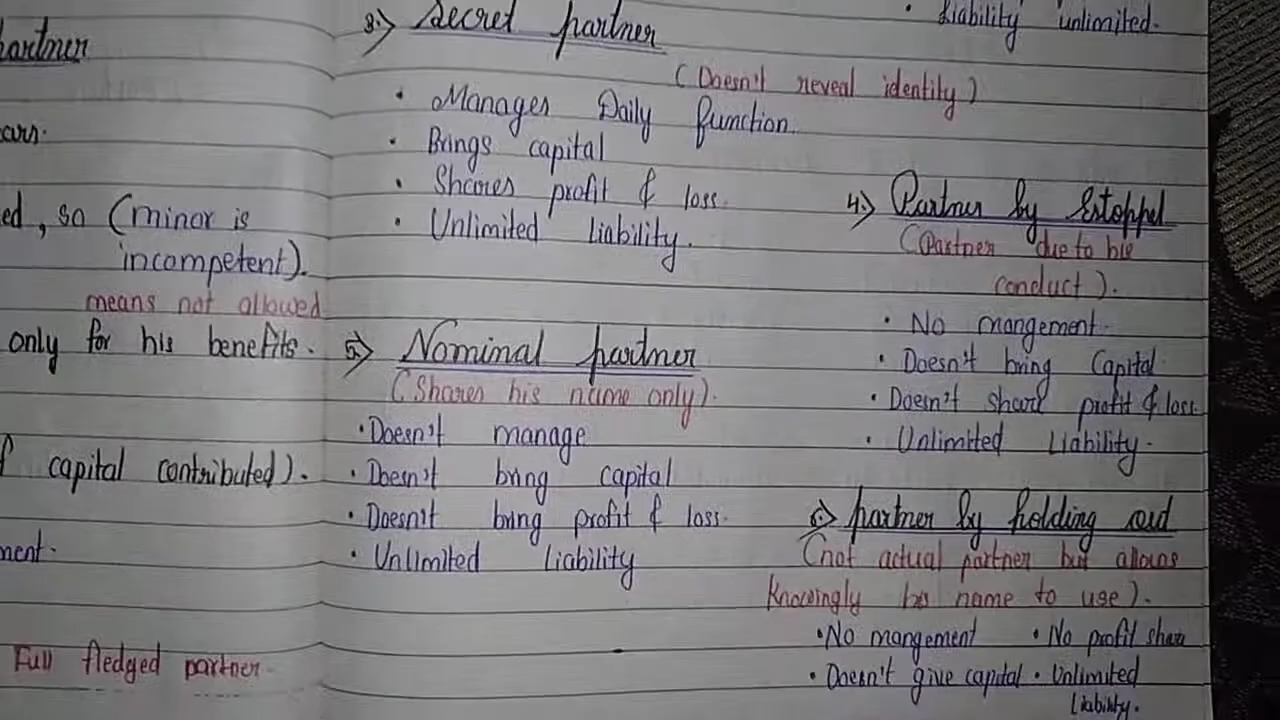 partner
ears.
ed, so (minor is
incompetent).
means not allowed
only for his benefits.
f capital contributed).
ment.
Full fledged partner
3.) Secret partner
(Doesn't reveal identity)
• Manages Daily function
• Brings capital
• Shares profit & loss.
• Unlimited liability.
5.) Nominal partner
(Shares his name only).
• Doesn't manage
• Doesn't bring capital
• Doesn't bring profit & loss.
• Unlimited liability
• Liability unlimited.
4.) Partner by Estoppel
(Partner due to his
conduct).
• No mangement.
• Doesn't bring Capital
• Doesn't share profit & loss
• Unlimited Liability.
6.) partner by holding out
(not actual partner but allows
knowingly his name to use).
• No mangement • No profit share
• Doesn't give capital • Unlimited
Liability.